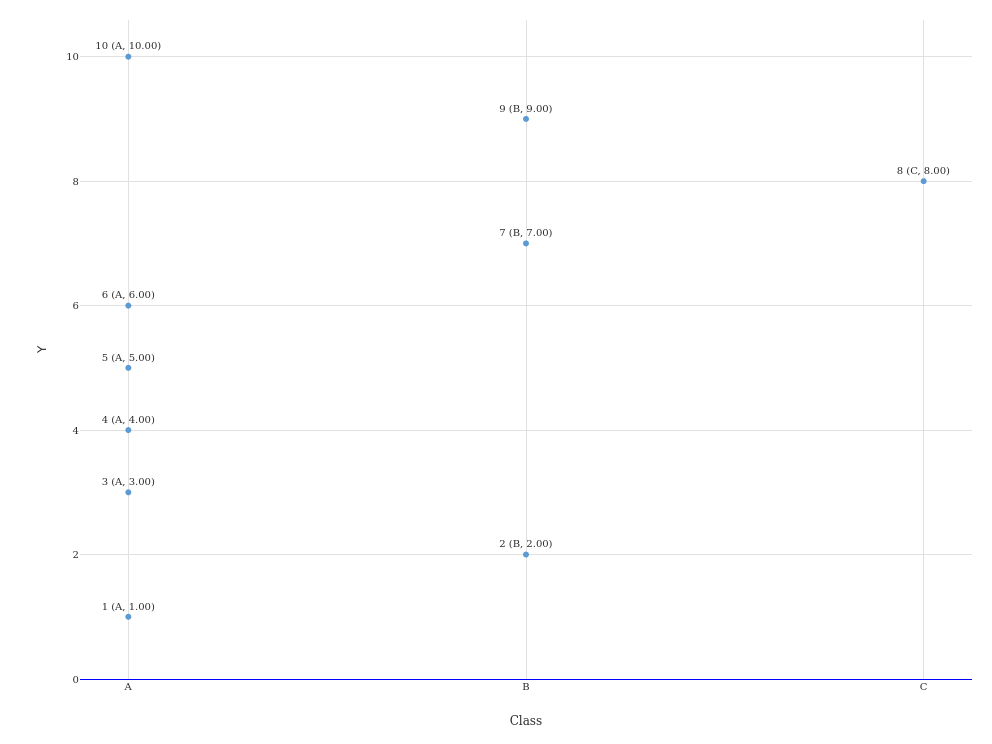 10 (A, 10.00)
10
9 (B, 9.00)
8 (C, 8.00)
8
7 (B, 7.00)
6 (A, 6.00)
6
Y
5 (A, 5.00)
4 (A, 4.00)
4
3 (A, 3.00)
2 (B, 2.00)
2
1 (A, 1.00)
0
A B C
Class